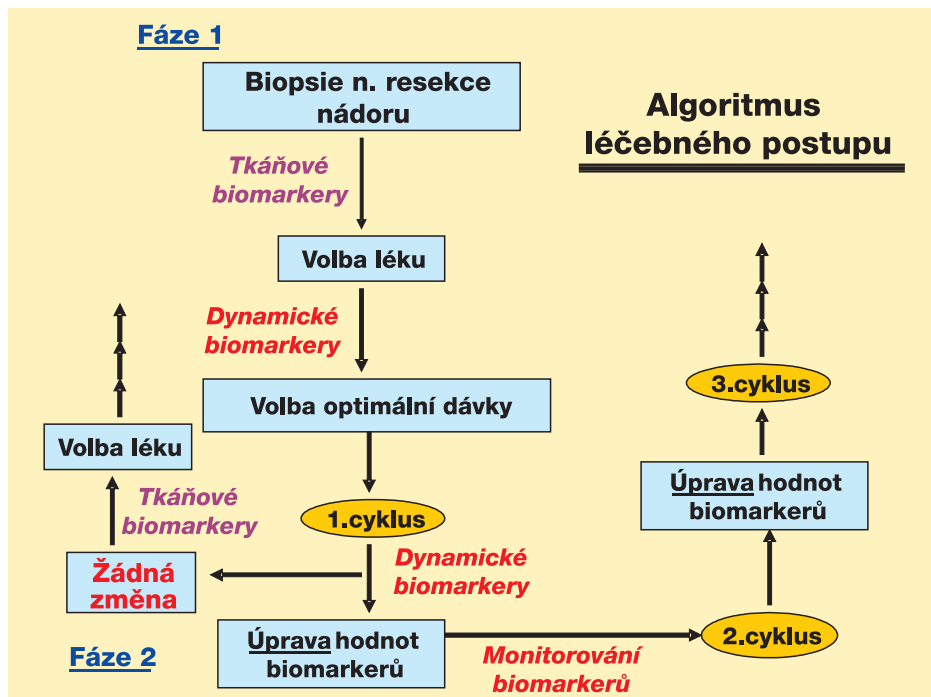 Fáze 1
Biopsie n. resekce
nádoru
Algoritmus
léčebného postupu
Tkáňové
biomarkery
Volba léku
Dynamické
biomarkery
Volba optimální dávky
3.cyklus
Volba léku
Úprava hodnot
biomarkerů
Tkáňové
biomarkery
1.cyklus
Dynamické
biomarkery
Žádná
změna
Úprava hodnot
biomarkerů
2.cyklus
Monitorování
biomarkerů
Fáze 2